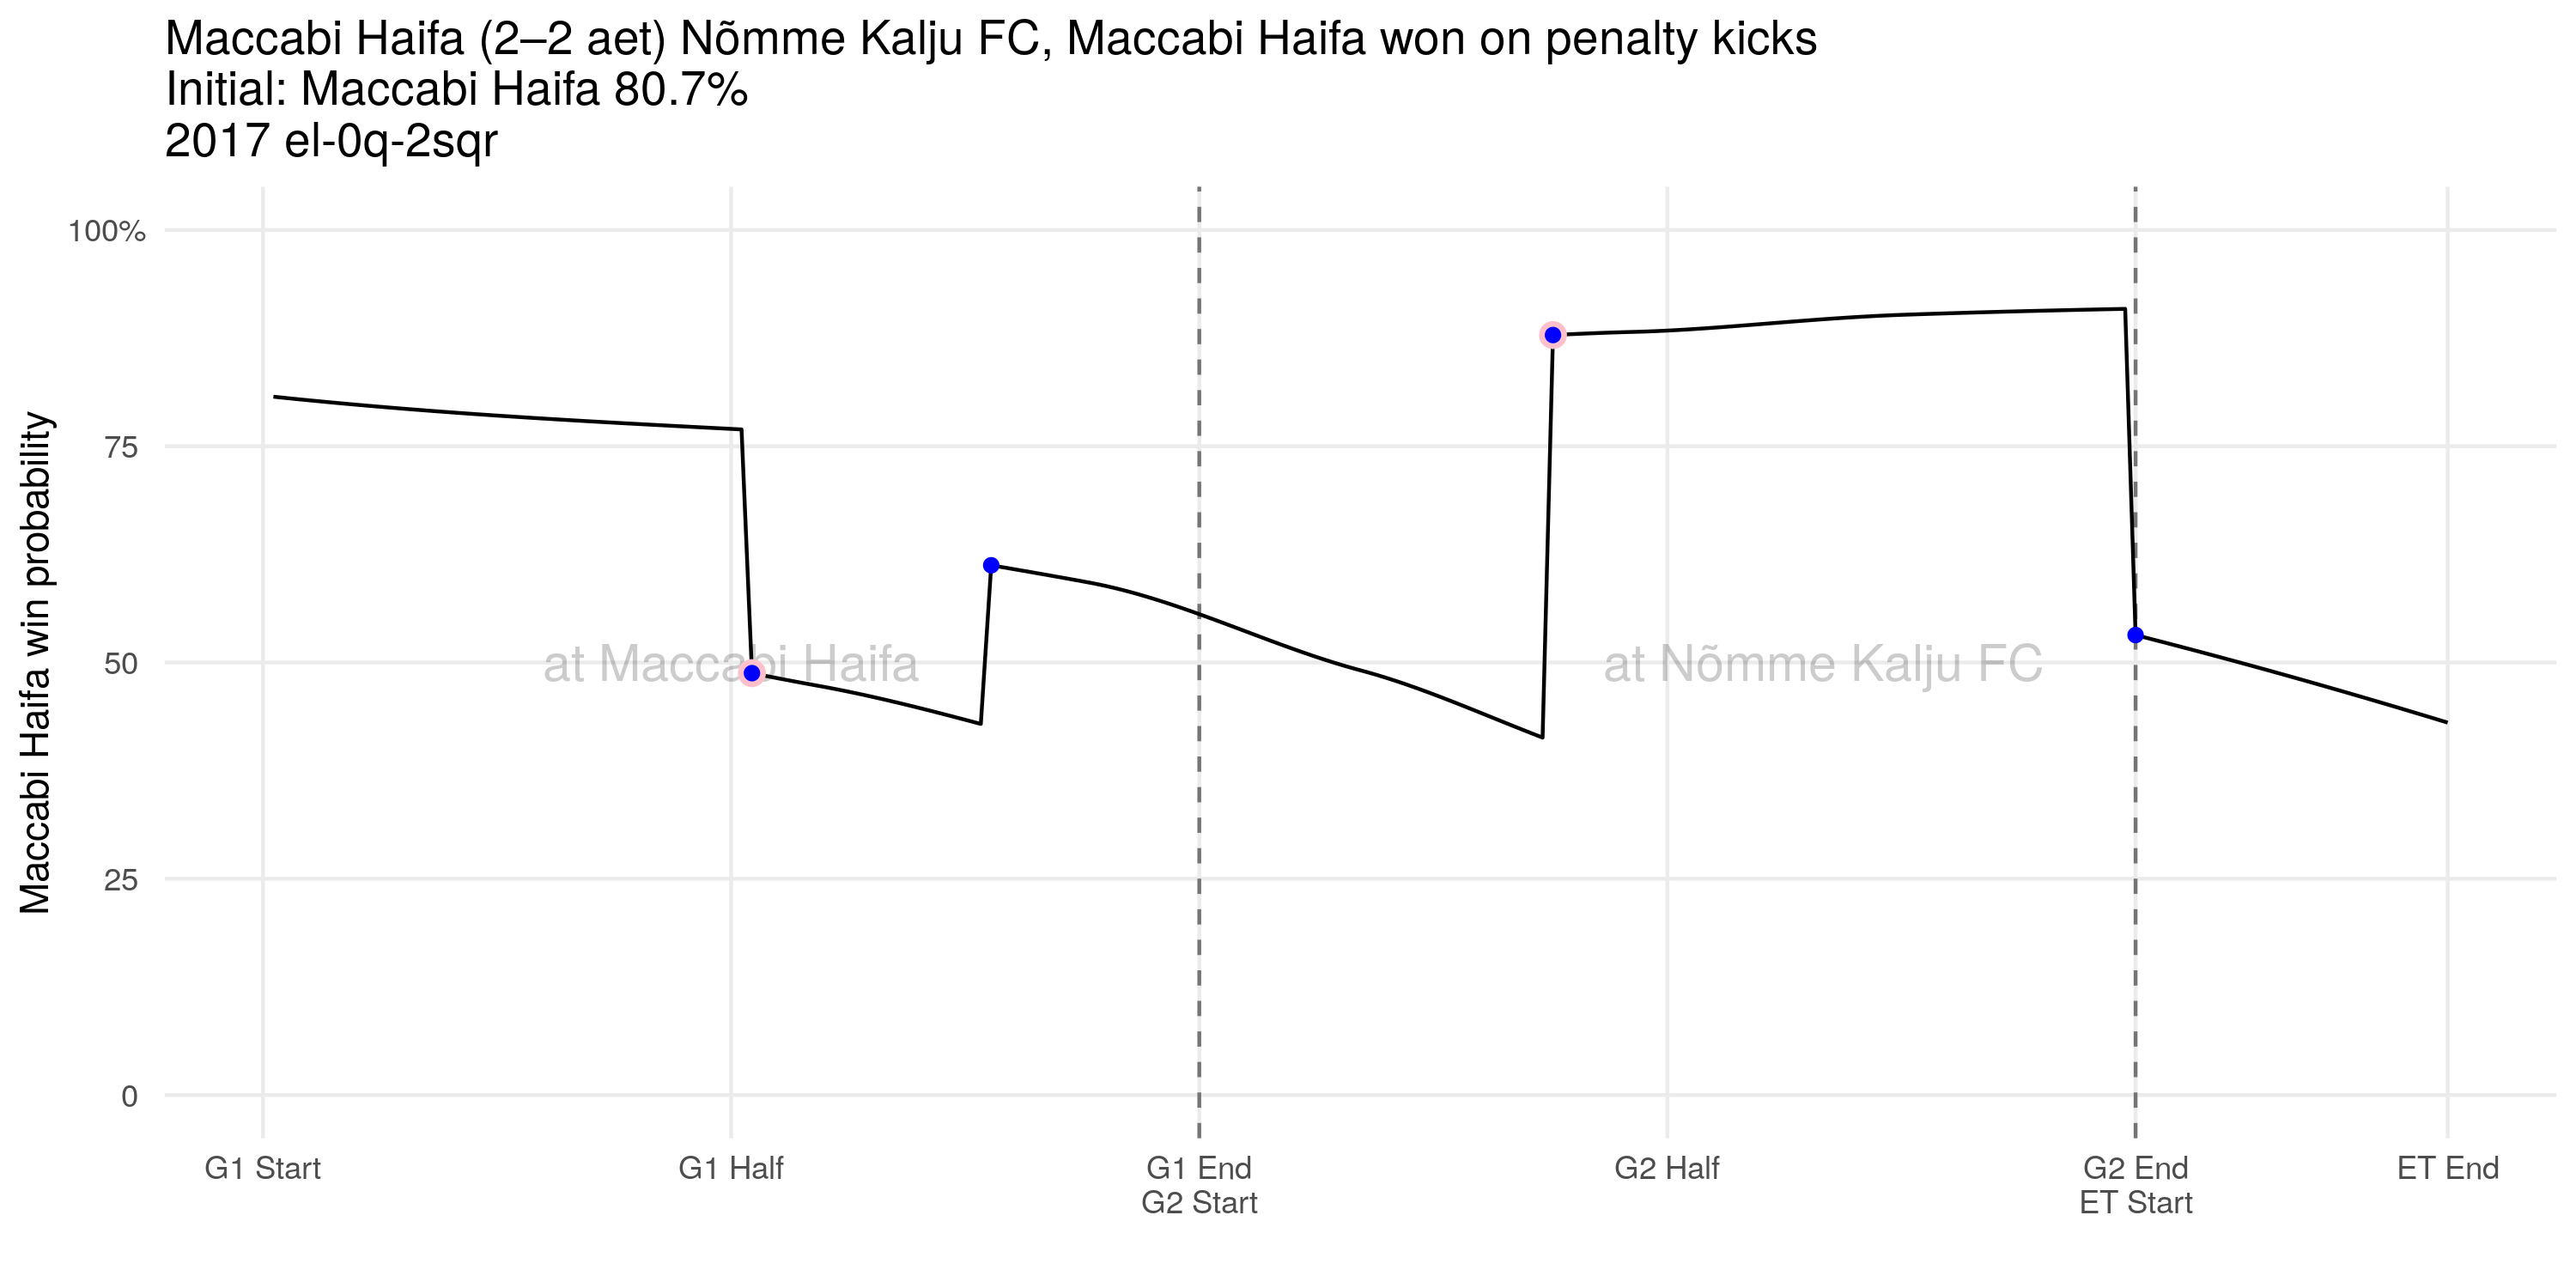 Maccabi Haifa (2–2 aet) Nõmme Kalju FC, Maccabi Haifa won on penalty kicks
Initial: Maccabi Haifa 80.7%
2017 el-0q-2sqr
Maccabi Haifa win probability
100%
75
50
25
0
at Maccabi Haifa
at Nõmme Kalju FC
G1 Start
G1 Half
G1 End
G2 Start
G2 Half
G2 End
ET Start
ET End